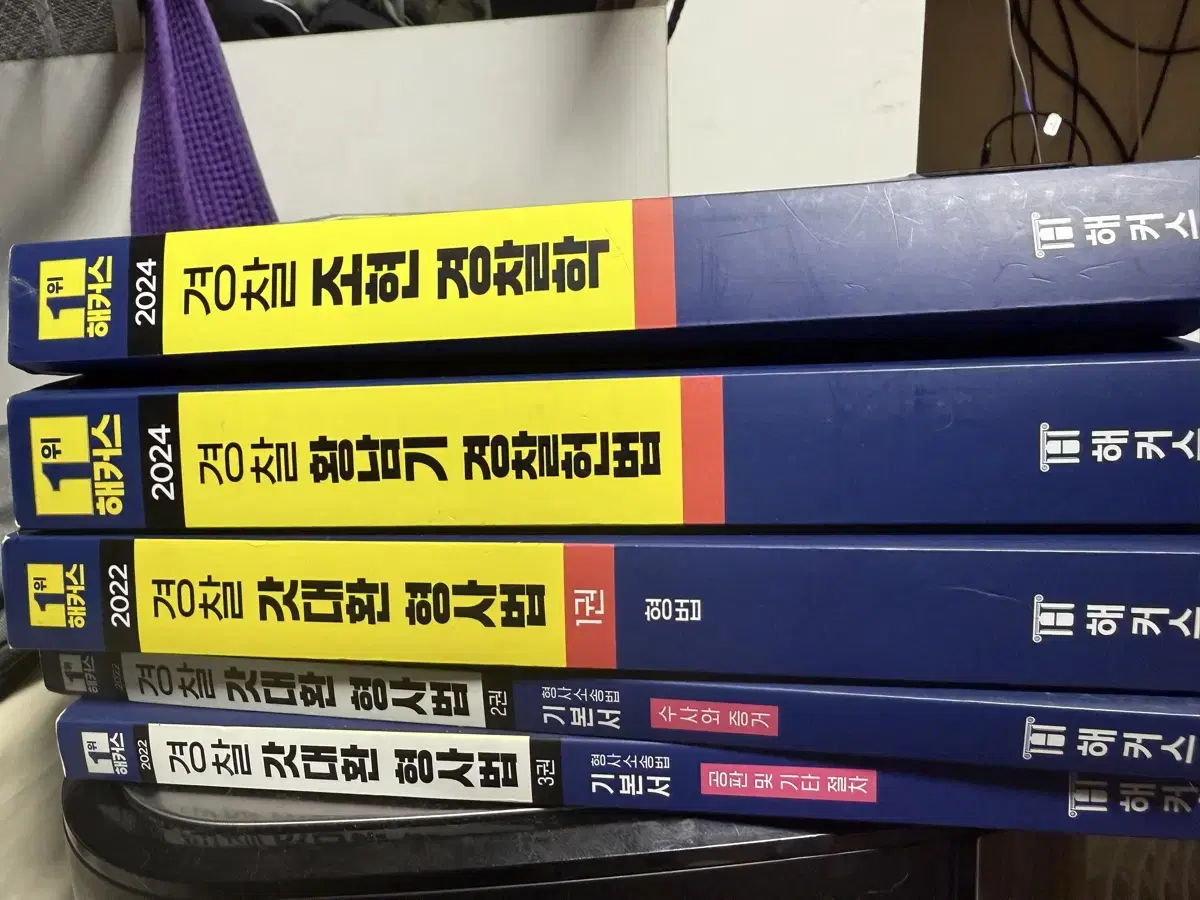 1위 해커스 2024 경찰 조현 경찰학 해커스
1위 해커스 2024 경찰 황남기 경찰헌법 해커스
1위 해커스 2022 경찰 갓대환 형사법 1권 형법 해커스
1위 해커스 2022 경찰 갓대환 형사법 2권 형사소송법 기본서 수사와 증거 해커스
1위 해커스 2022 경찰 갓대환 형사법 3권 형사소송법 기본서 공판 및 기타 절차 해커스